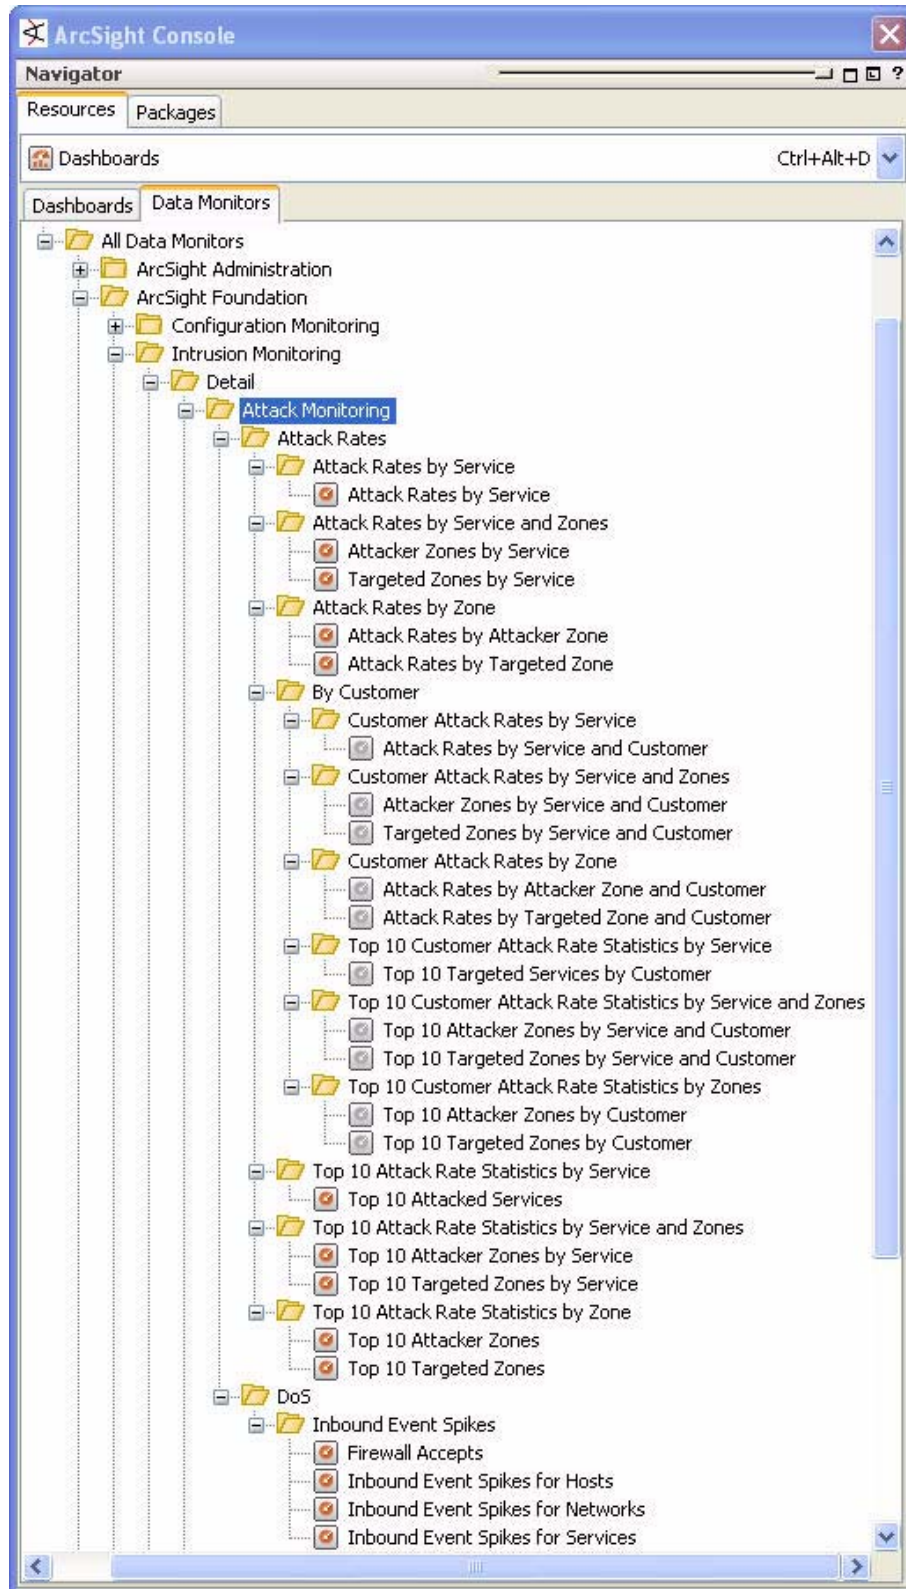 ArcSight Console
Navigator ?
Resources Packages
Dashboards Ctrl+Alt+D
Dashboards Data Monitors
All Data Monitors
ArcSight Administration
ArcSight Foundation
Configuration Monitoring
Intrusion Monitoring
Detail
Attack Monitoring
Attack Rates
Attack Rates by Service
Attack Rates by Service
Attack Rates by Service and Zones
Attacker Zones by Service
Targeted Zones by Service
Attack Rates by Zone
Attack Rates by Attacker Zone
Attack Rates by Targeted Zone
By Customer
Customer Attack Rates by Service
Attack Rates by Service and Customer
Customer Attack Rates by Service and Zones
Attacker Zones by Service and Customer
Targeted Zones by Service and Customer
Customer Attack Rates by Zone
Attack Rates by Attacker Zone and Customer
Attack Rates by Targeted Zone and Customer
Top 10 Customer Attack Rate Statistics by Service
Top 10 Targeted Services by Customer
Top 10 Customer Attack Rate Statistics by Service and Zones
Top 10 Attacker Zones by Service and Customer
Top 10 Targeted Zones by Service and Customer
Top 10 Customer Attack Rate Statistics by Zones
Top 10 Attacker Zones by Customer
Top 10 Targeted Zones by Customer
Top 10 Attack Rate Statistics by Service
Top 10 Attacked Services
Top 10 Attack Rate Statistics by Service and Zones
Top 10 Attacker Zones by Service
Top 10 Targeted Zones by Service
Top 10 Attack Rate Statistics by Zone
Top 10 Attacker Zones
Top 10 Targeted Zones
DoS
Inbound Event Spikes
Firewall Accepts
Inbound Event Spikes for Hosts
Inbound Event Spikes for Networks
Inbound Event Spikes for Services